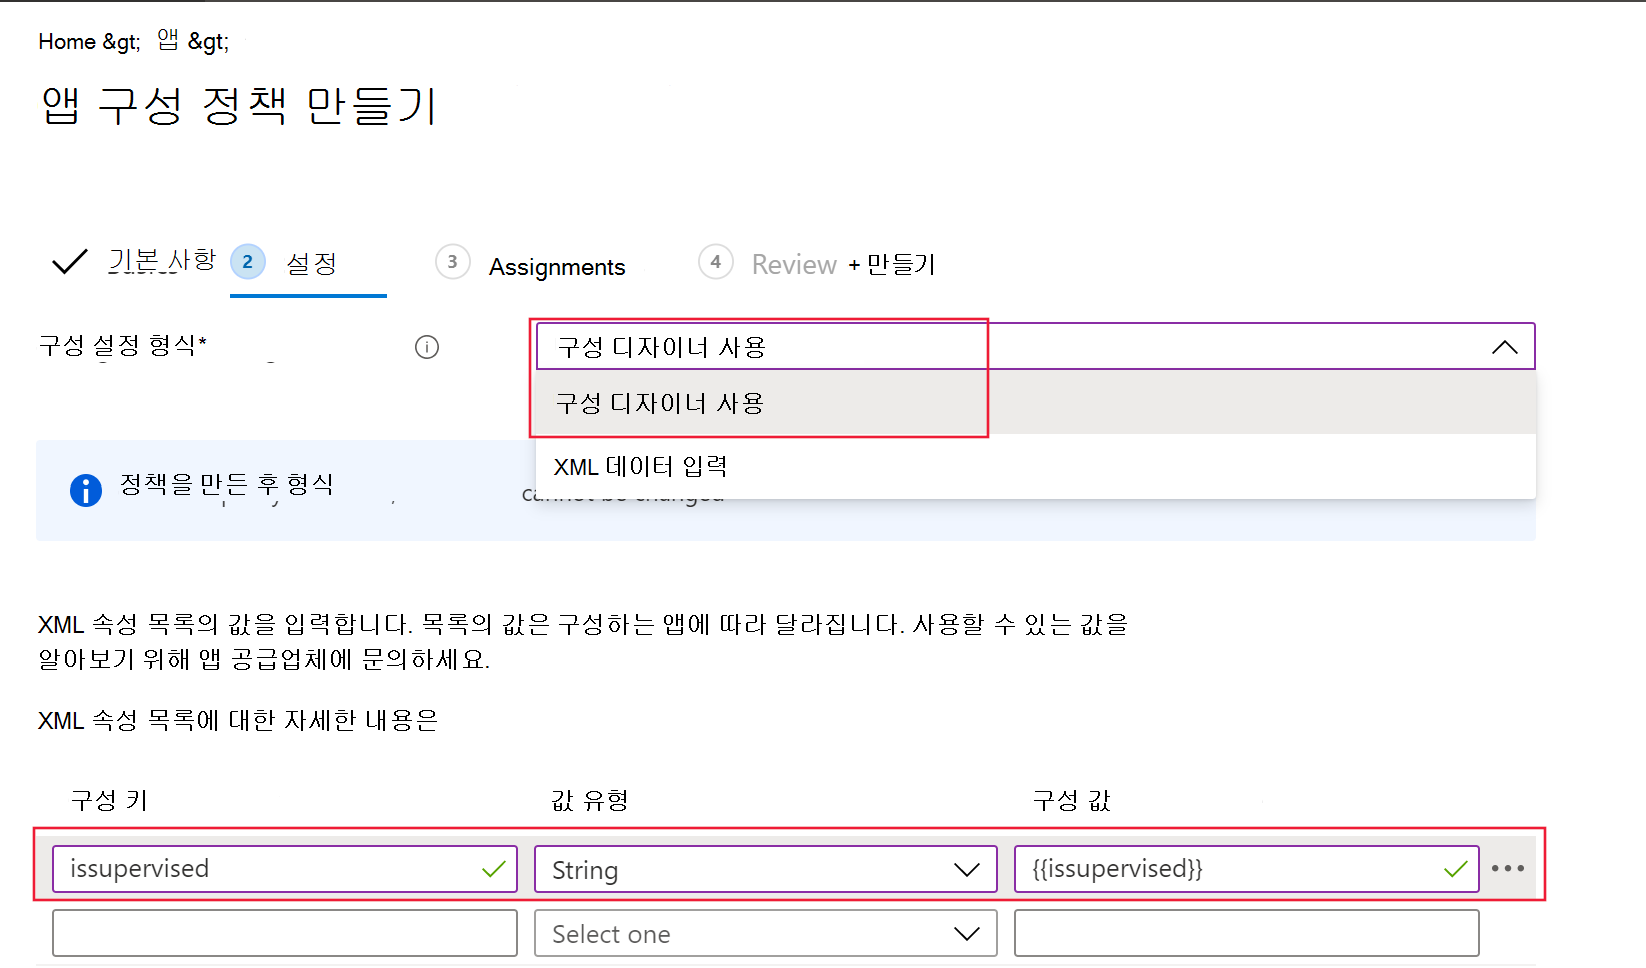 Home &gt; 앱 &gt;
앱 구성 정책 만들기
기본 사항 2 설정 3 Assignments 4 Review + 만들기
구성 설정 형식*
구성 디자이너 사용
구성 디자이너 사용
XML 데이터 입력
정책을 만든 후 형식
cannot be changed
XML 속성 목록의 값을 입력합니다. 목록의 값은 구성하는 앱에 따라 달라집니다. 사용할 수 있는 값을
알아보기 위해 앱 공급업체에 문의하세요.
XML 속성 목록에 대한 자세한 내용은
구성 키 값 유형 구성 값
issupervised String {{issupervised}}
Select one